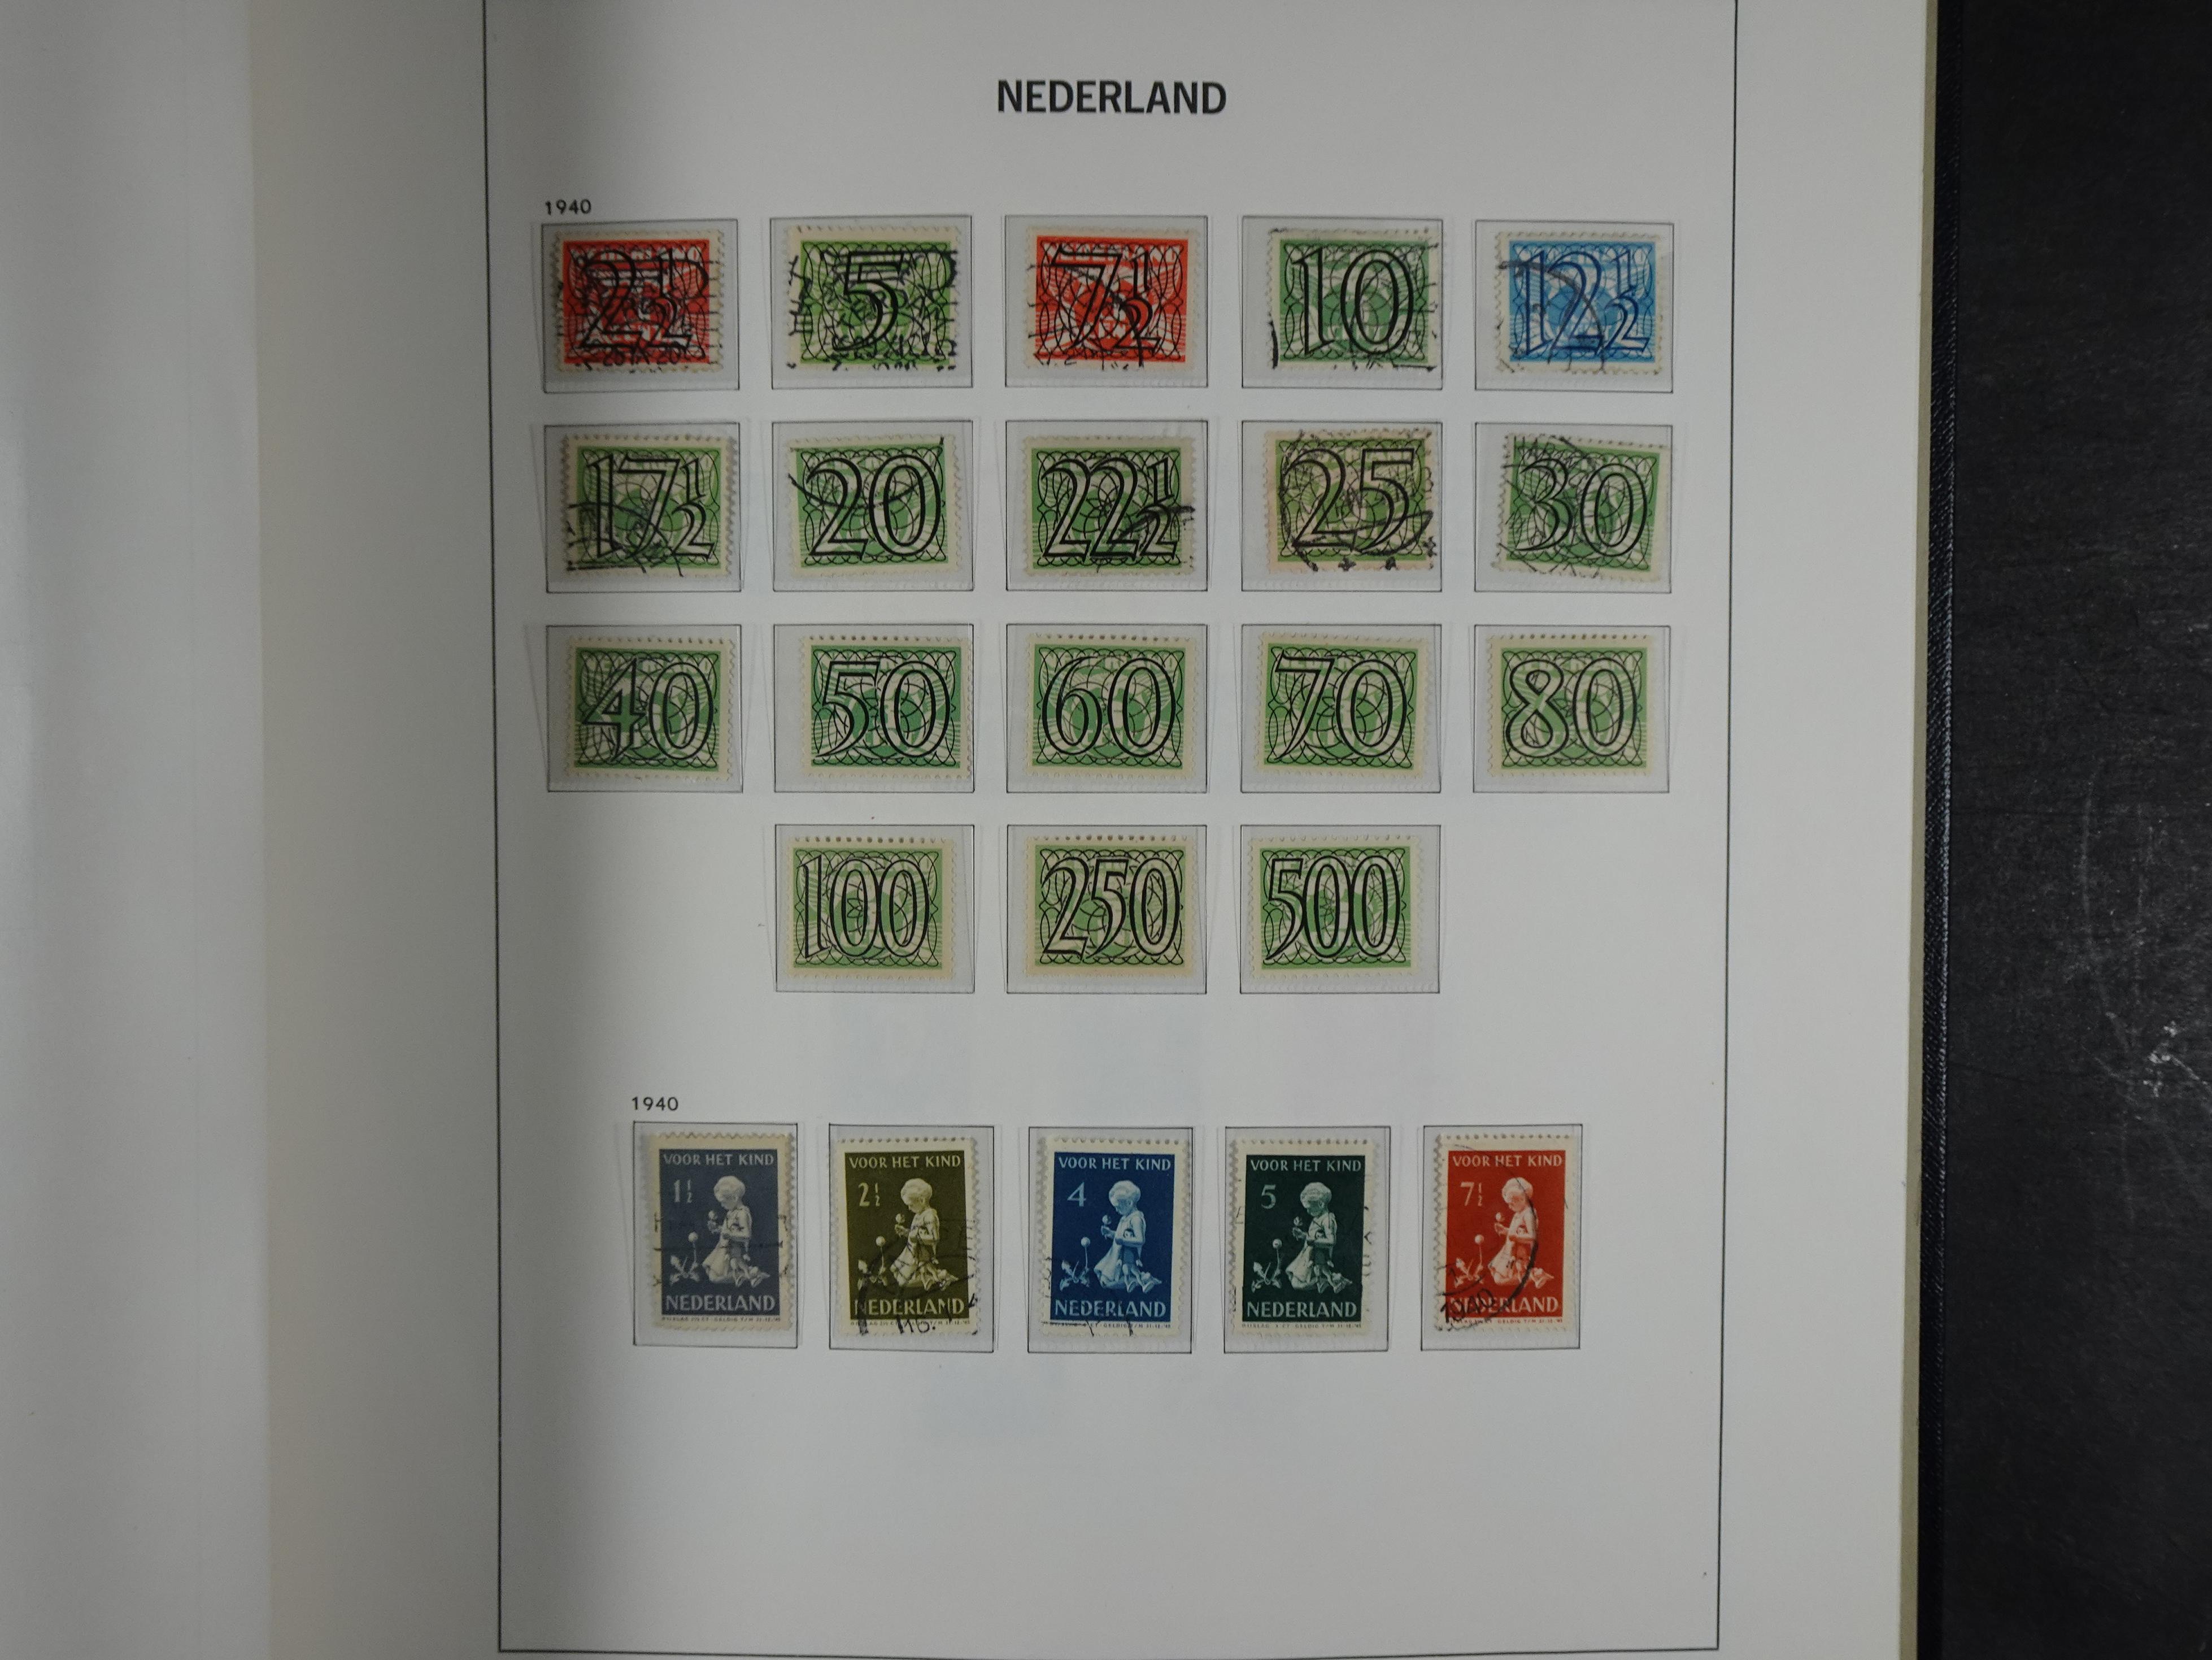 NEDERLAND
1940
2½ 5 7½ 10 12½
17½ 20 22½ 25 30
40 50 60 70 80
100 250 500
1940
VOOR HET KIND
1½
NEDERLAND
VOOR HET KIND
2½
NEDERLAND
16.
VOOR HET KIND
4
NEDERLAND
VOOR HET KIND
5
NEDERLAND
VOOR HET KIND
7½
NEDERLAND
1940